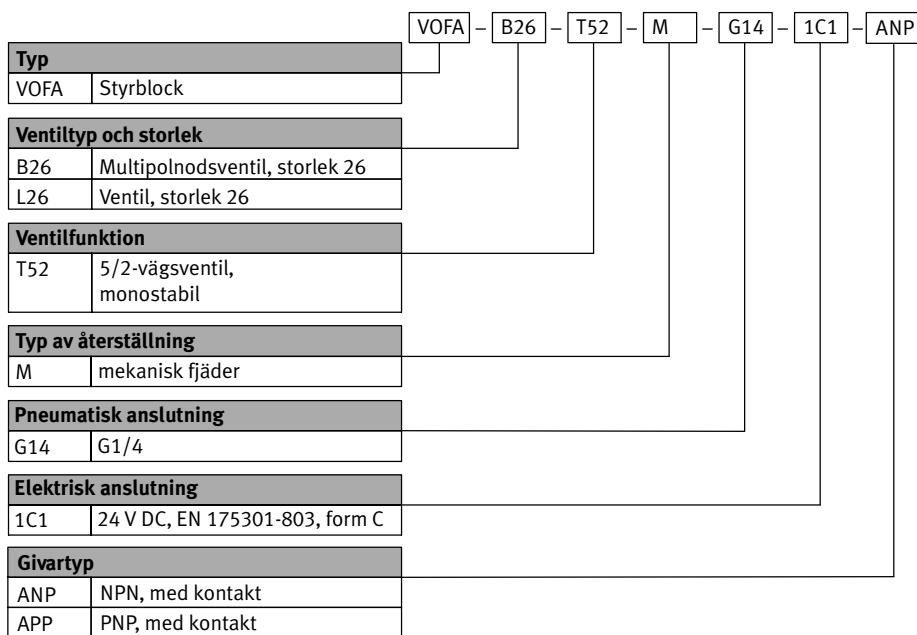 VOFA – B26 – T52 – M – G14 – 1C1 – ANP
Typ
VOFA Styrblock
Ventiltyp och storlek
B26 Multipolnodsventil, storlek 26
L26 Ventil, storlek 26
Ventilfunktion
T52 5/2-vägsventil,
monostabil
Typ av återställning
M mekanisk fjäder
Pneumatisk anslutning
G14 G1/4
Elektrisk anslutning
1C1 24 V DC, EN 175301-803, form C
Givartyp
ANP NPN, med kontakt
APP PNP, med kontakt